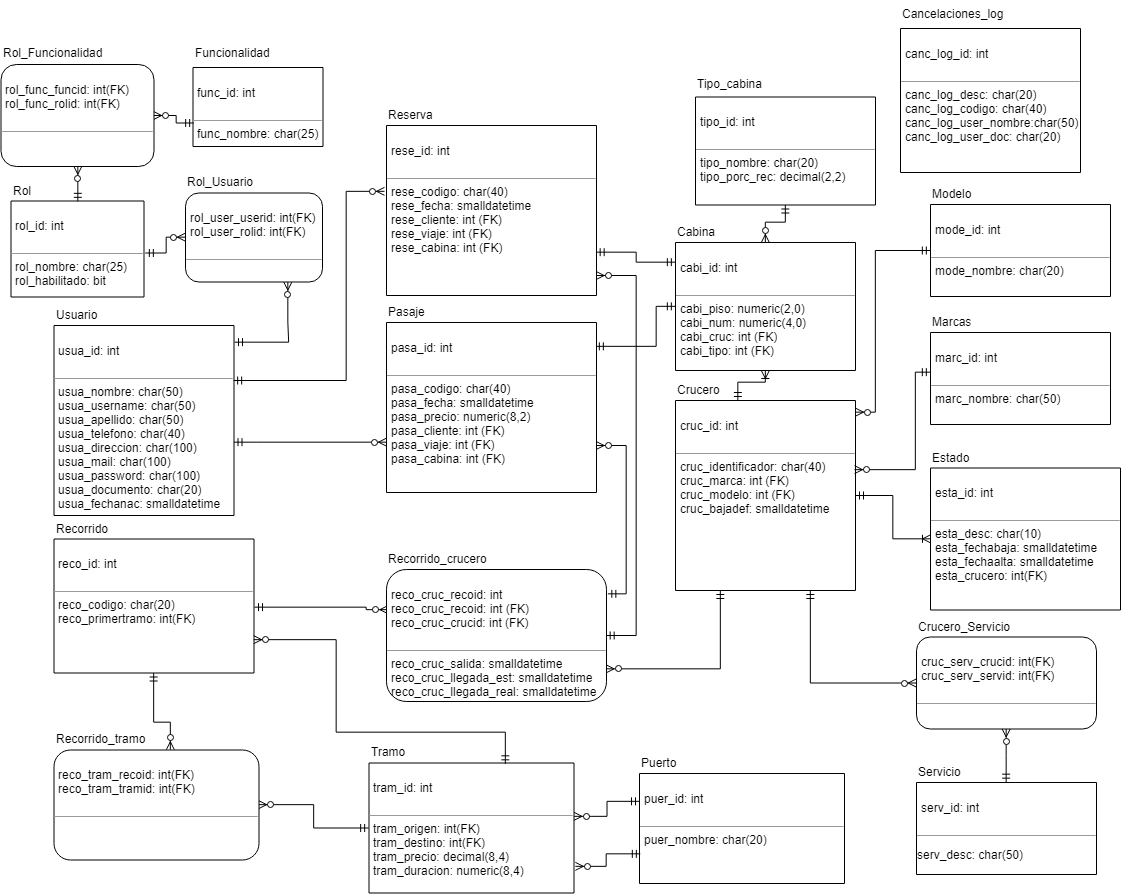 Cancelaciones_log
canc_log_id: int
canc_log_desc: char(20)
canc_log_codigo: char(40)
canc_log_user_nombre:char(50)
canc_log_user_doc: char(20)
Rol_Funcionalidad
rol_func_funcid: int(FK)
rol_func_rolid: int(FK)
Funcionalidad
func_id: int
func_nombre: char(25)
Tipo_cabina
tipo_id: int
tipo_nombre: char(20)
tipo_porc_rec: decimal(2,2)
Reserva
rese_id: int
rese_codigo: char(40)
rese_fecha: smalldatetime
rese_cliente: int (FK)
rese_viaje: int (FK)
rese_cabina: int (FK)
Rol
rol_id: int
rol_nombre: char(25)
rol_habilitado: bit
Rol_Usuario
rol_user_userid: int(FK)
rol_user_rolid: int(FK)
Modelo
mode_id: int
mode_nombre: char(20)
Cabina
cabi_id: int
cabi_piso: numeric(2,0)
cabi_num: numeric(4,0)
cabi_cruc: int (FK)
cabi_tipo: int (FK)
Usuario
usua_id: int
usua_nombre: char(50)
usua_username: char(50)
usua_apellido: char(50)
usua_telefono: char(40)
usua_direccion: char(100)
usua_mail: char(100)
usua_password: char(100)
usua_documento: char(20)
usua_fechanac: smalldatetime
Pasaje
pasa_id: int
pasa_codigo: char(40)
pasa_fecha: smalldatetime
pasa_precio: numeric(8,2)
pasa_cliente: int (FK)
pasa_viaje: int (FK)
pasa_cabina: int (FK)
Marcas
marc_id: int
marc_nombre: char(50)
Crucero
cruc_id: int
cruc_identificador: char(40)
cruc_marca: int (FK)
cruc_modelo: int (FK)
cruc_bajadef: smalldatetime
Estado
esta_id: int
esta_desc: char(10)
esta_fechabaja: smalldatetime
esta_fechaalta: smalldatetime
esta_crucero: int(FK)
Recorrido
reco_id: int
reco_codigo: char(20)
reco_primertramo: int(FK)
Recorrido_crucero
reco_cruc_recoid: int
reco_cruc_recoid: int (FK)
reco_cruc_crucid: int (FK)
reco_cruc_salida: smalldatetime
reco_cruc_llegada_est: smalldatetime
reco_cruc_llegada_real: smalldatetime
Crucero_Servicio
cruc_serv_crucid: int(FK)
cruc_serv_servid: int(FK)
Recorrido_tramo
reco_tram_recoid: int(FK)
reco_tram_tramid: int(FK)
Tramo
tram_id: int
tram_origen: int(FK)
tram_destino: int(FK)
tram_precio: decimal(8,4)
tram_duracion: numeric(8,4)
Puerto
puer_id: int
puer_nombre: char(20)
Servicio
serv_id: int
serv_desc: char(50)